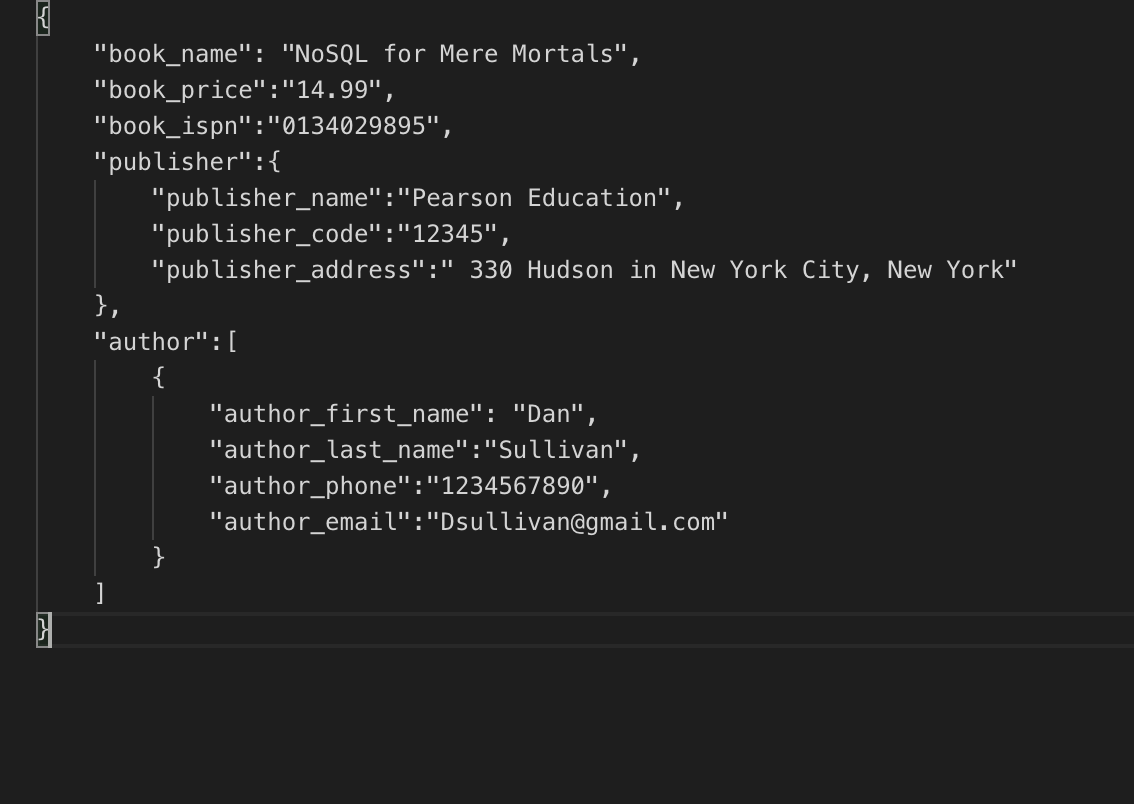 {
"book_name": "NoSQL for Mere Mortals",
"book_price":"14.99",
"book_ispn":"0134029895",
"publisher":{
"publisher_name":"Pearson Education",
"publisher_code":"12345",
"publisher_address":" 330 Hudson in New York City, New York"
},
"author":[
{
"author_first_name": "Dan",
"author_last_name":"Sullivan",
"author_phone":"1234567890",
"author_email":"Dsullivan@gmail.com"
}
]
}